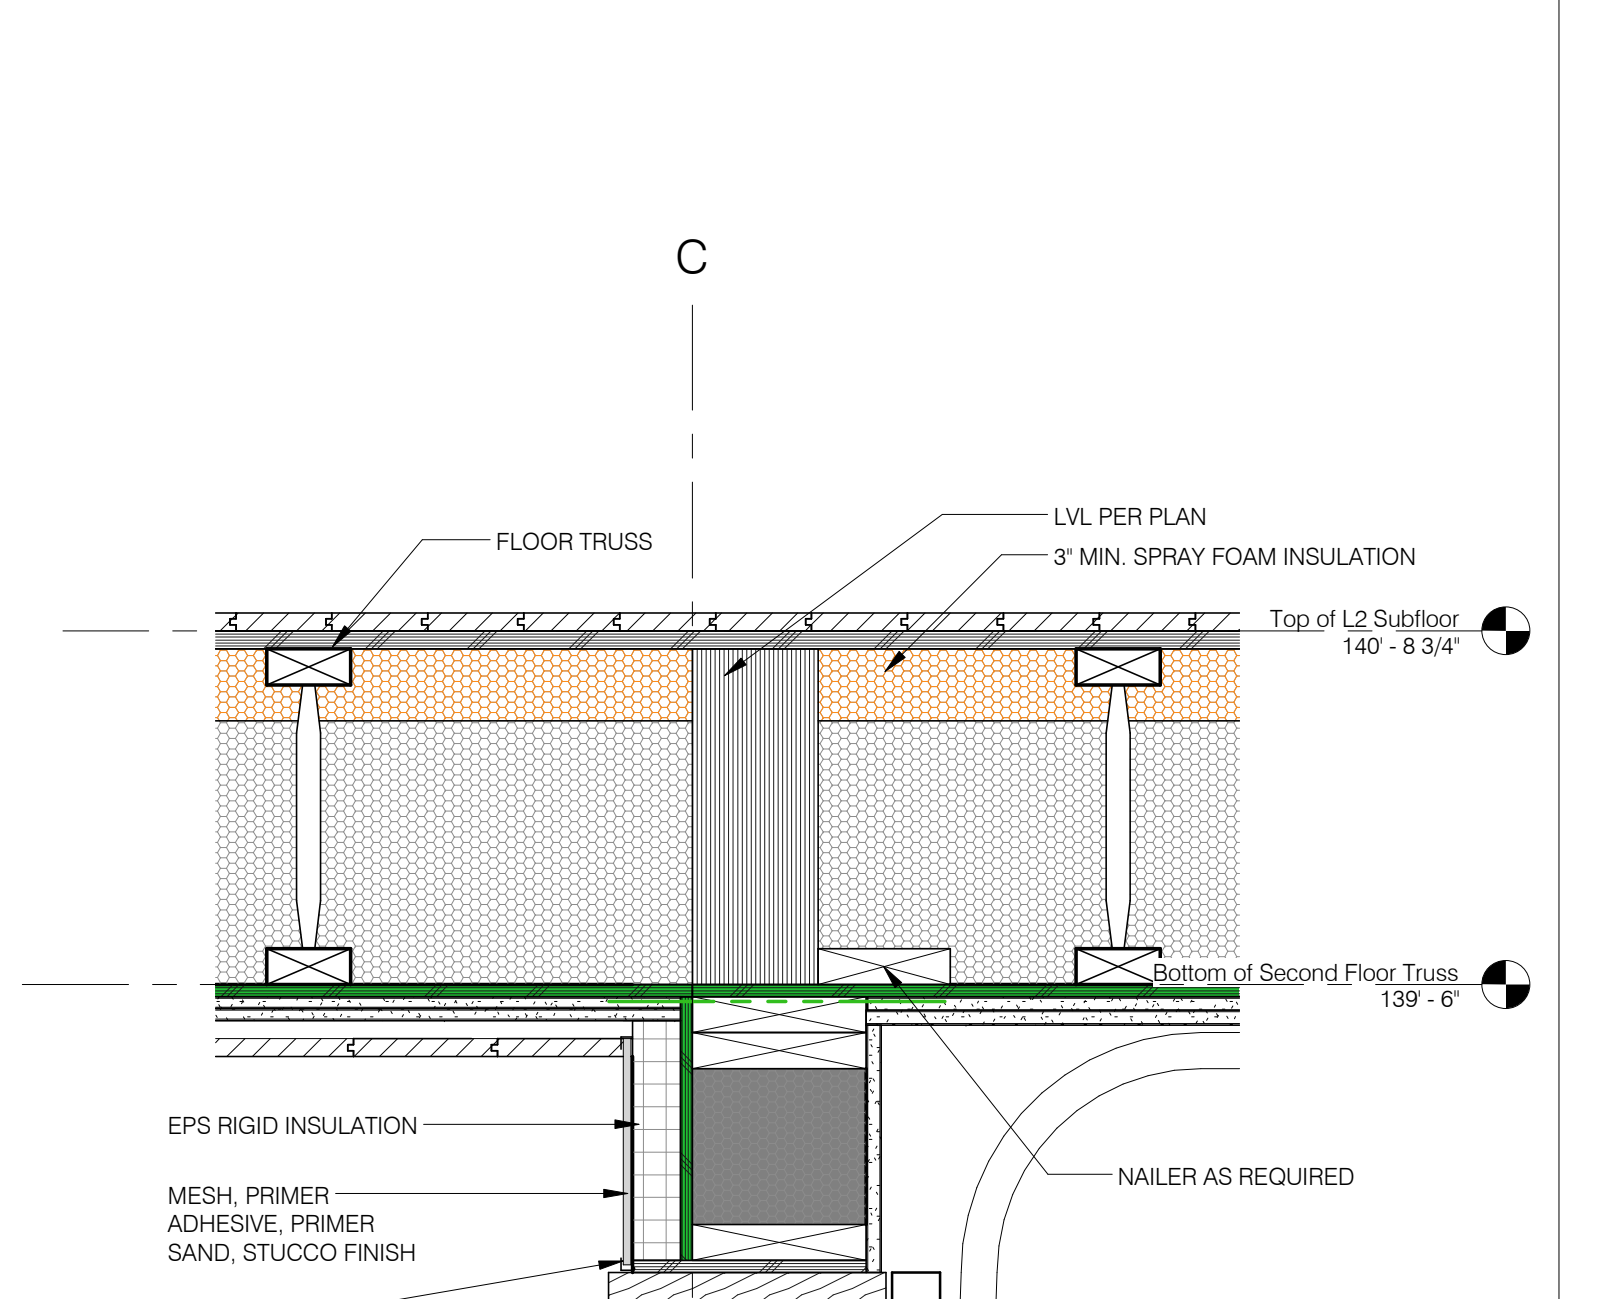 C
LVL PER PLAN
FLOOR TRUSS
3" MIN. SPRAY FOAM INSULATION
Top of L2 Subfloor
140' - 8 3/4"
Bottom of Second Floor Truss
139' - 6"
EPS RIGID INSULATION
NAILER AS REQUIRED
MESH, PRIMER
ADHESIVE, PRIMER
SAND, STUCCO FINISH